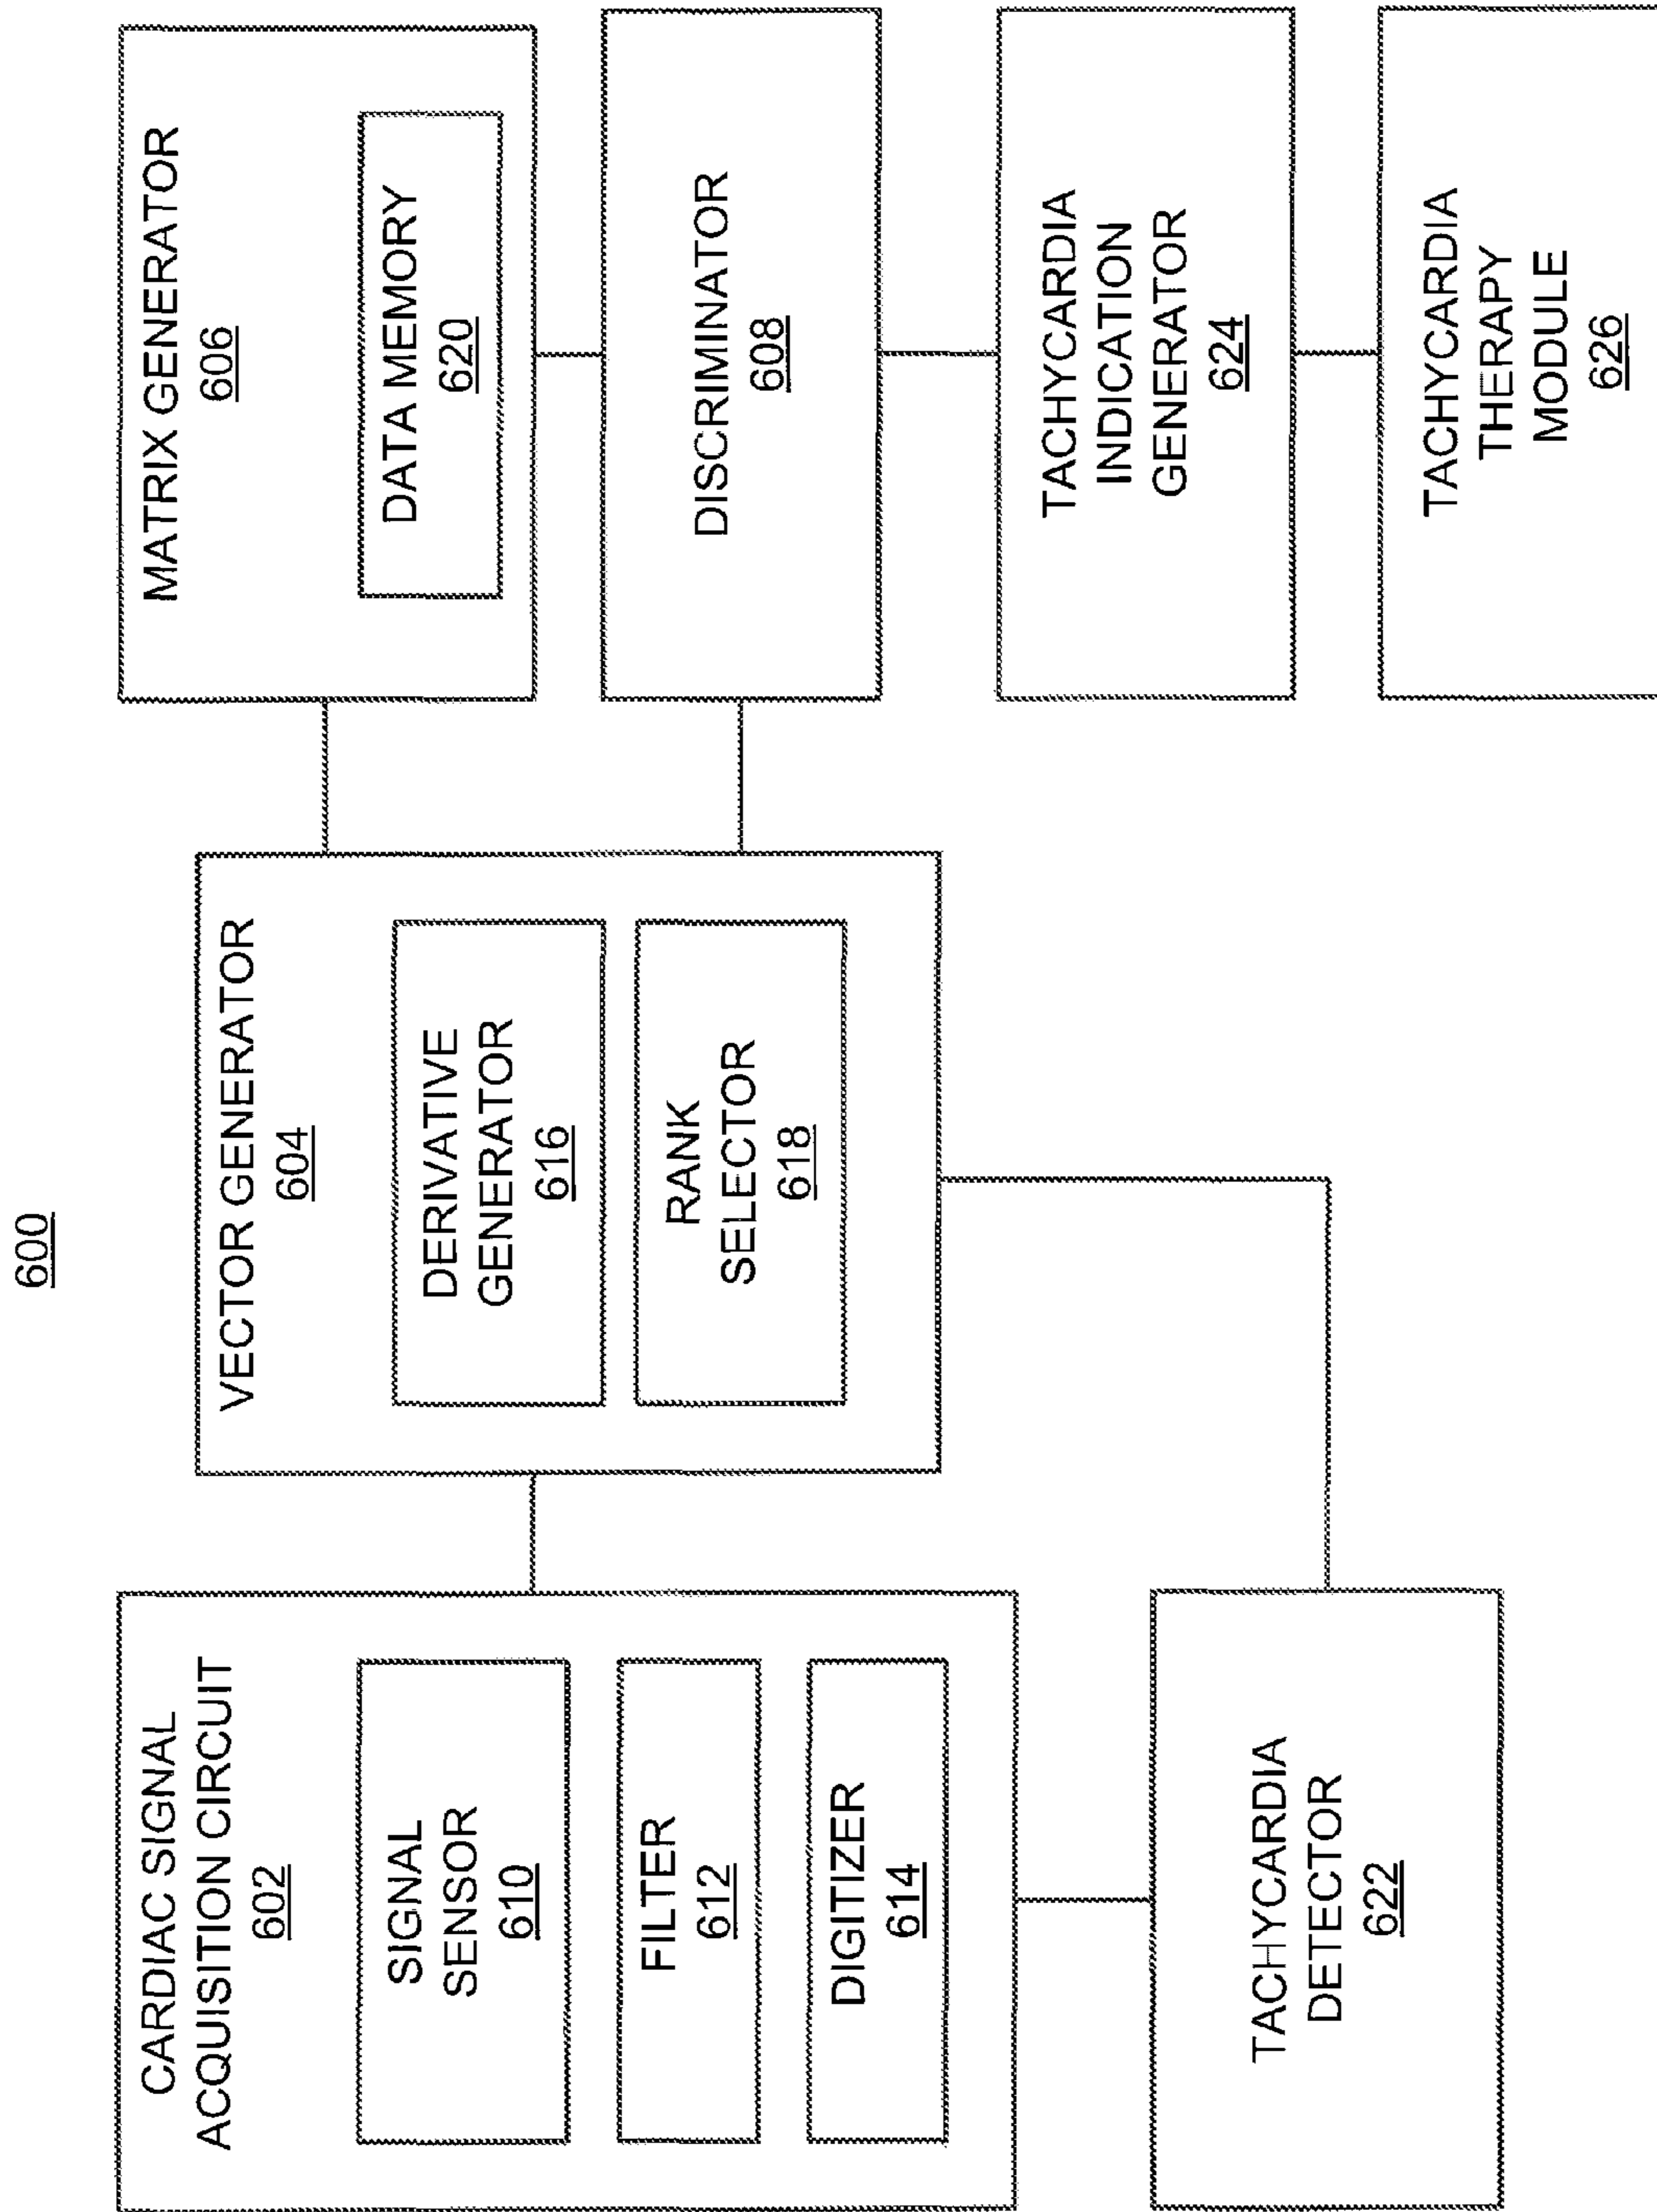 600
CARDIAC SIGNAL
ACQUISITION CIRCUIT
602
SIGNAL
SENSOR
610
FILTER
612
DIGITIZER
614
TACHYCARDIA
DETECTOR
622
VECTOR GENERATOR
604
DERIVATIVE
GENERATOR
616
RANK
SELECTOR
618
MATRIX GENERATOR
606
DATA MEMORY
620
DISCRIMINATOR
608
TACHYCARDIA
INDICATION
GENERATOR
624
TACHYCARDIA
THERAPY
MODULE
626